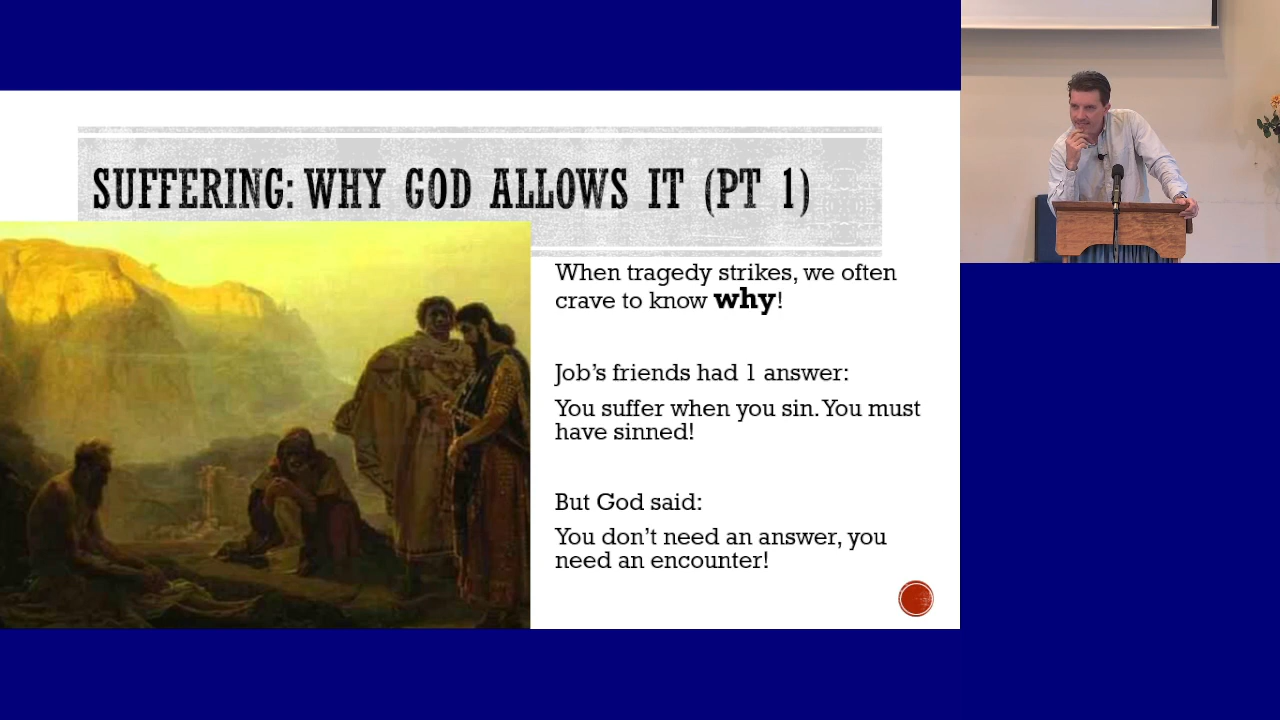 SUFFERING: WHY GOD ALLOWS IT (PT 1)
When tragedy strikes, we often
crave to know why!
Job's friends had 1 answer:
You suffer when you sin. You must
have sinned!
But God said:
You don't need an answer, you
need an encounter!